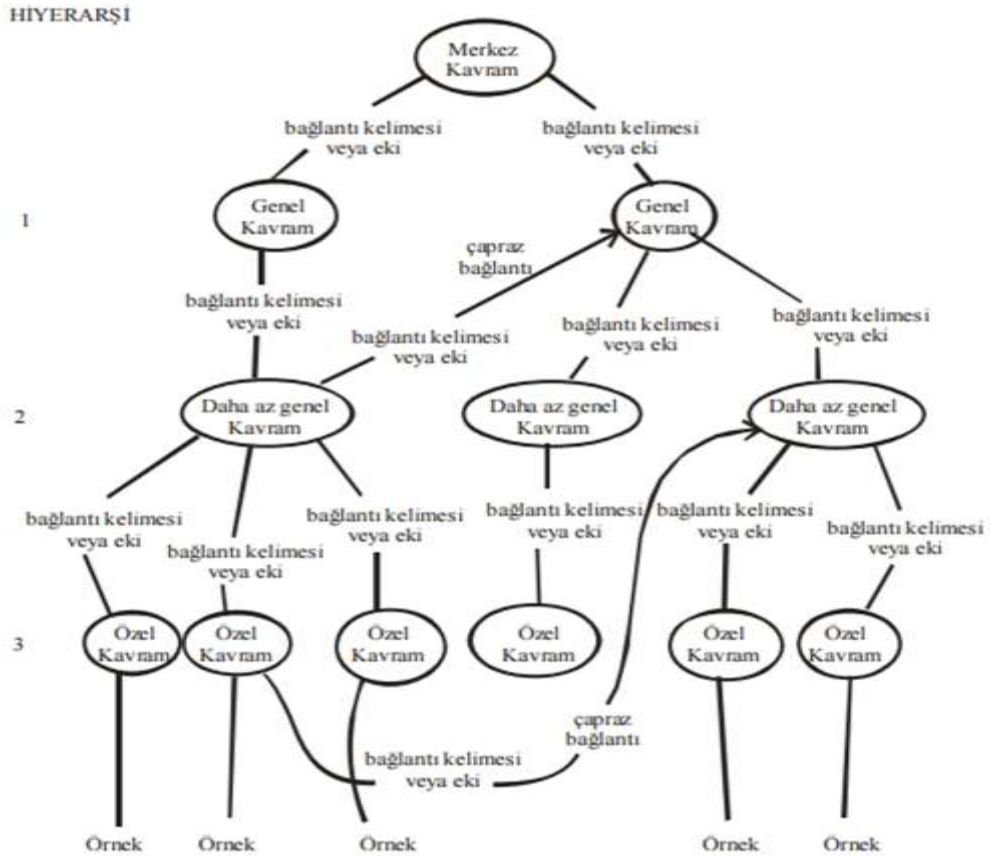 HİYERARŞİ
Merkez
Kavram
bağlantı kelimesi
veya eki
bağlantı kelimesi
veya eki
1
Genel
Kavram
Genel
Kavram
çapraz
bağlantı
bağlantı kelimesi
veya eki
bağlantı kelimesi
veya eki
bağlantı kelimesi
veya eki
bağlantı kelimesi
veya eki
2
Daha az genel
Kavram
Daha az genel
Kavram
Daha az genel
Kavram
bağlantı kelimesi
veya eki
bağlantı kelimesi
veya eki
bağlantı kelimesi
veya eki
bağlantı kelimesi
veya eki
bağlantı kelimesi
veya eki
bağlantı kelimesi
veya eki
3
Özel
Kavram
Özel
Kavram
Özel
Kavram
Özel
Kavram
Özel
Kavram
Özel
Kavram
çapraz
bağlantı
bağlantı kelimesi
veya eki
Örnek
Örnek
Örnek
Örnek
Örnek